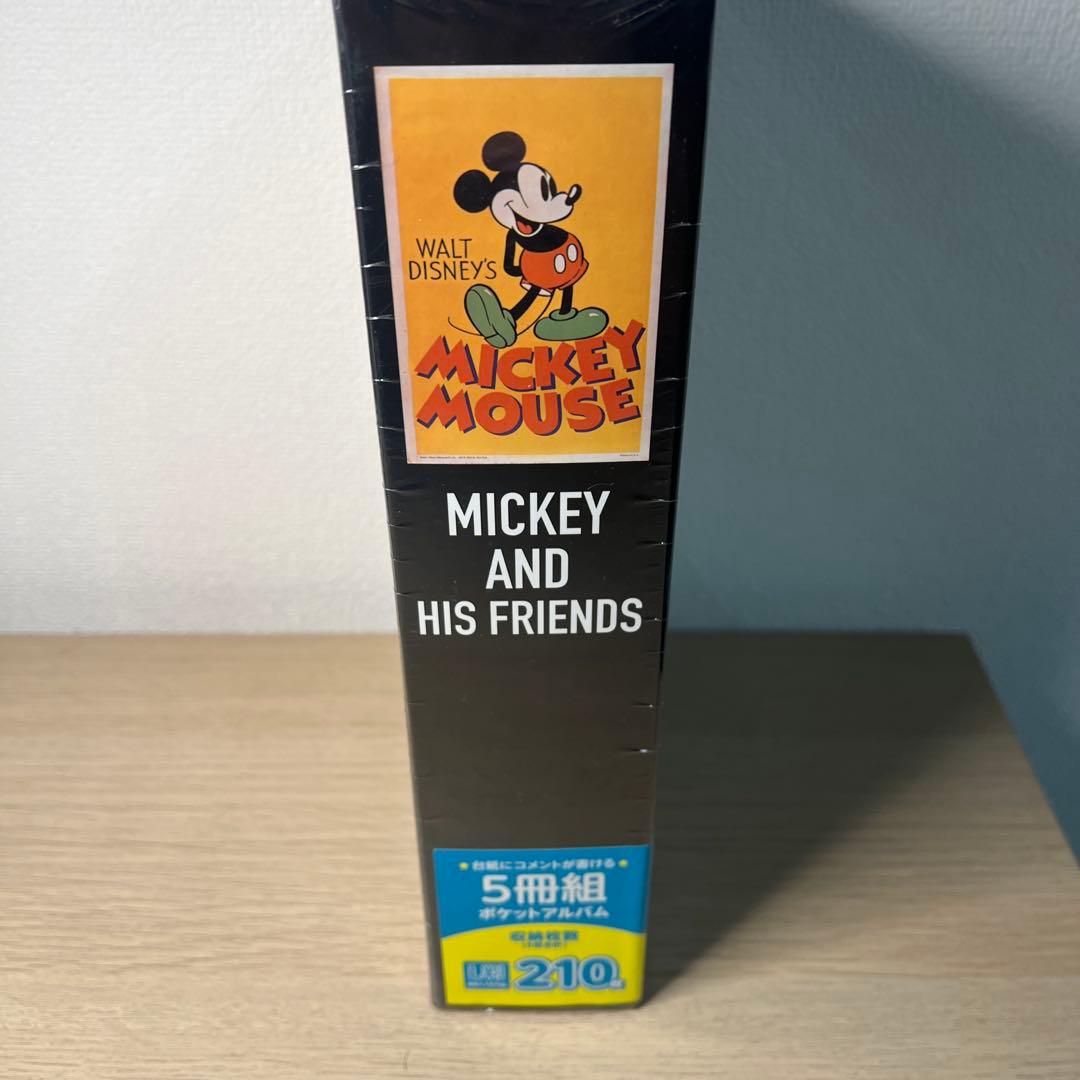 WALT
DISNEY'S
MICKEY
MOUSE
MICKEY
AND
HIS FRIENDS
台紙にコメントが書ける
5冊組
ポケットアルバム
収納枚数
210